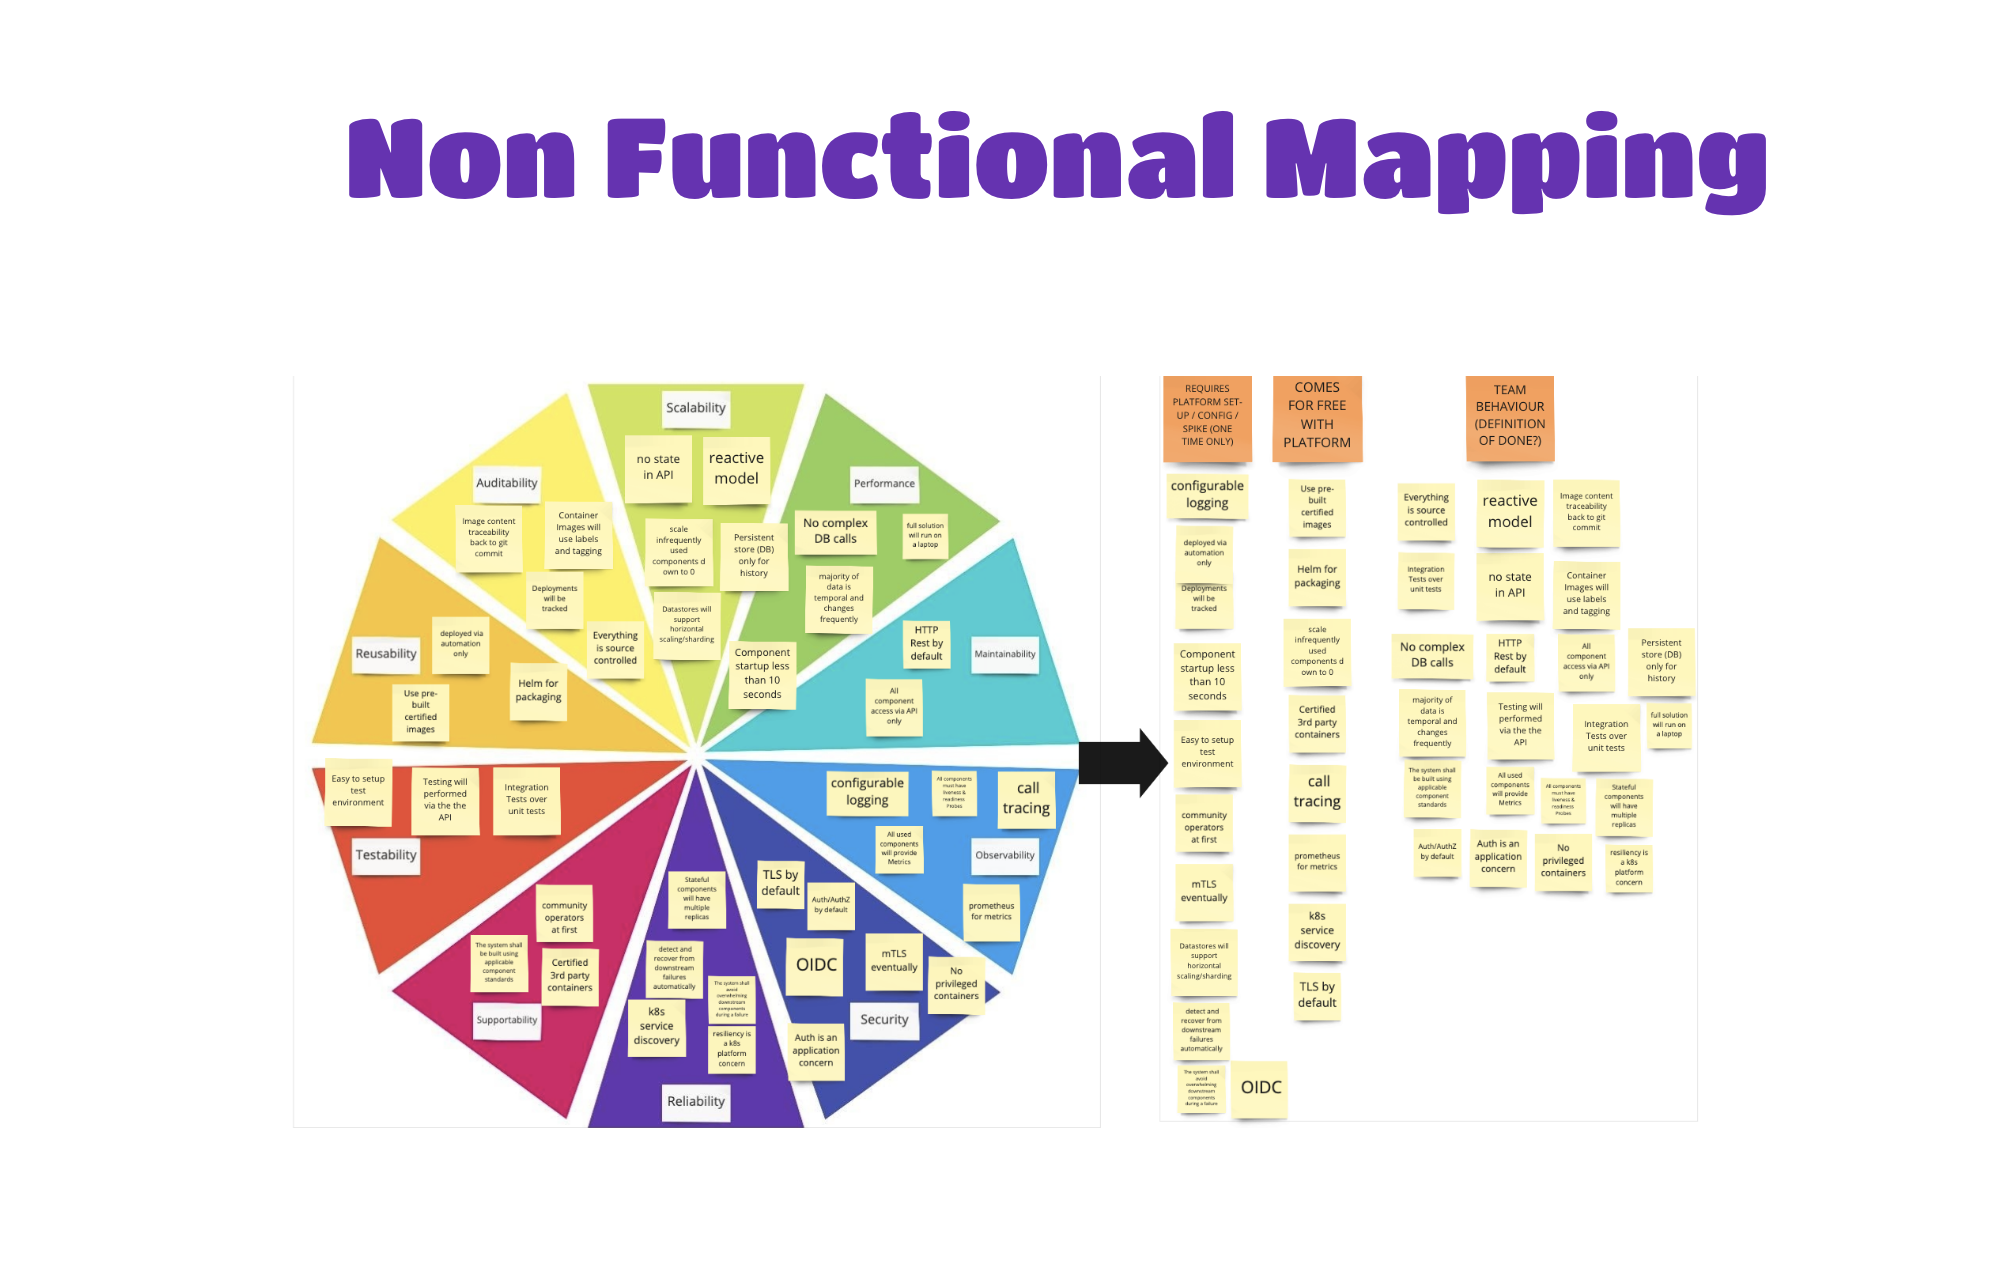 Non Functional Mapping
Scalability
no state
in API
reactive
model
scale
infrequently
used
components d
own to 0
Persistent
store (DB)
only for
history
Datastores will
support
horizontal
scaling/sharding
Performance
No complex
DB calls
full solution
will run on
a laptop
majority of
data is
temporal and
changes
frequently
Component
startup less
than 10
seconds
Maintainability
HTTP
Rest by
default
All
component
access via API
only
configurable
logging
All components
must have
liveness &
readiness
Probes
call
tracing
All used
components
will provide
Metrics
Observability
prometheus
for metrics
TLS by
default
Auth/AuthZ
by default
OIDC
mTLS
eventually
No
privileged
containers
Security
Auth is an
application
concern
Stateful
components
will have
multiple
replicas
detect and
recover from
downstream
failures
automatically
The system shall
avoid
overwhelming
downstream
components
during a failure
k8s
service
discovery
resiliency is
a k8s
platform
concern
Reliability
community
operators
at first
The system shall
be built using
applicable
component
standards
Certified
3rd party
containers
Supportability
Easy to setup
test
environment
Testing will
performed
via the the
API
Integration
Tests over
unit tests
Testability
Reusability
deployed via
automation
only
Use pre-
built
certified
images
Helm for
packaging
Auditability
Image content
traceability
back to git
commit
Container
Images will
use labels
and tagging
Deployments
will be
tracked
Everything
is source
controlled
REQUIRES
PLATFORM SET-
UP / CONFIG /
SPIKE (ONE
TIME ONLY)
configurable
logging
deployed via
automation
only
Deployments
will be
tracked
Component
startup less
than 10
seconds
Easy to setup
test
environment
community
operators
at first
mTLS
eventually
Datastores will
support
horizontal
scaling/sharding
detect and
recover from
downstream
failures
automatically
The system shall
avoid
overwhelming
downstream
components
during a failure
OIDC
COMES
FOR FREE
WITH
PLATFORM
Use pre-
built
certified
images
Helm for
packaging
scale
infrequently
used
components d
own to 0
Certified
3rd party
containers
call
tracing
prometheus
for metrics
k8s
service
discovery
TLS by
default
TEAM
BEHAVIOUR
(DEFINITION
OF DONE?)
Everything
is source
controlled
reactive
model
Image content
traceability
back to git
commit
Integration
Tests over
unit tests
no state
in API
Container
Images will
use labels
and tagging
No complex
DB calls
HTTP
Rest by
default
All
component
access via API
only
Persistent
store (DB)
only for
history
majority of
data is
temporal and
changes
frequently
Testing will
performed
via the the
API
Integration
Tests over
unit tests
full solution
will run on
a laptop
The system shall
be built using
applicable
component
standards
All used
components
will provide
Metrics
All components
must have
liveness &
readiness
Probes
Stateful
components
will have
multiple
replicas
Auth/AuthZ
by default
Auth is an
application
concern
No
privileged
containers
resiliency is
a k8s
platform
concern